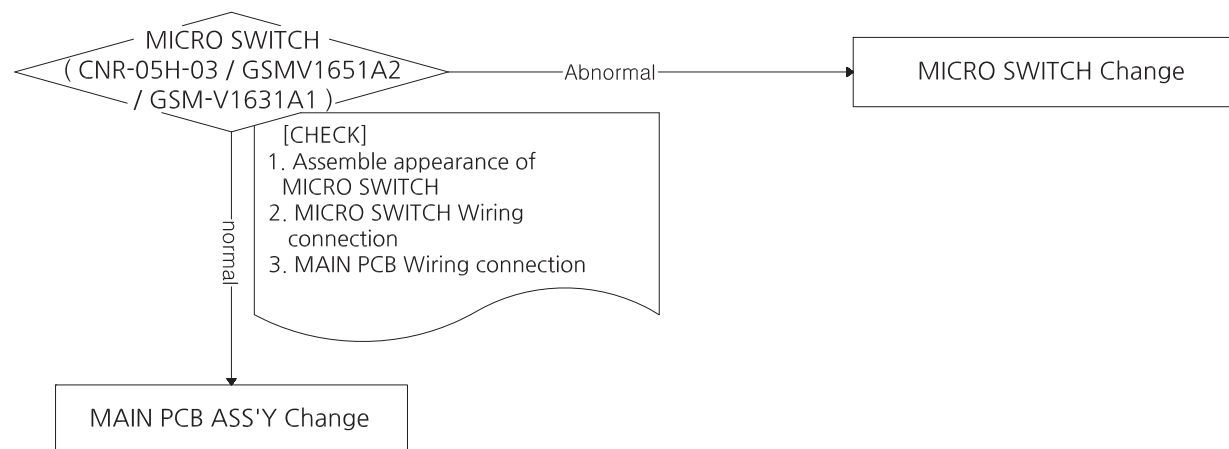 MICRO SWITCH
( CNR-05H-03 / GSMV1651A2
/ GSM-V1631A1 )
Abnormal
MICRO SWITCH Change
[CHECK]
1. Assemble appearance of
MICRO SWITCH
2. MICRO SWITCH Wiring
connection
3. MAIN PCB Wiring connection
normal
MAIN PCB ASS'Y Change